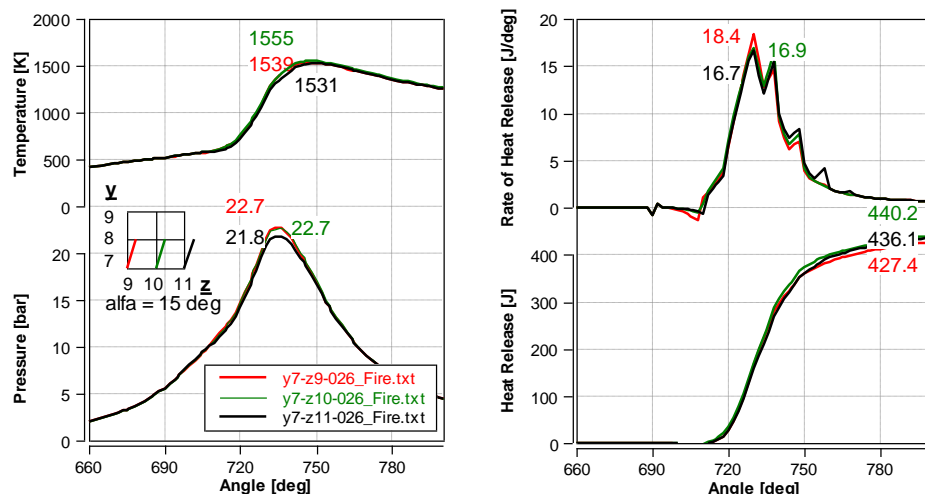 Temperature [K]
2000
1500
1000
500
0
1555
1539
1531
y
9
8
7
9 10 11 z
alfa = 15 deg
Pressure [bar]
20
15
10
5
0
22.7
22.7
21.8
y7-z9-026_Fire.txt
y7-z10-026_Fire.txt
y7-z11-026_Fire.txt
660 690 720 750 780
Angle [deg]
Rate of Heat Release [J/deg]
20
15
10
5
0
18.4
16.9
16.7
Heat Release [J]
400
300
200
100
0
440.2
436.1
427.4
660 690 720 750 780
Angle [deg]